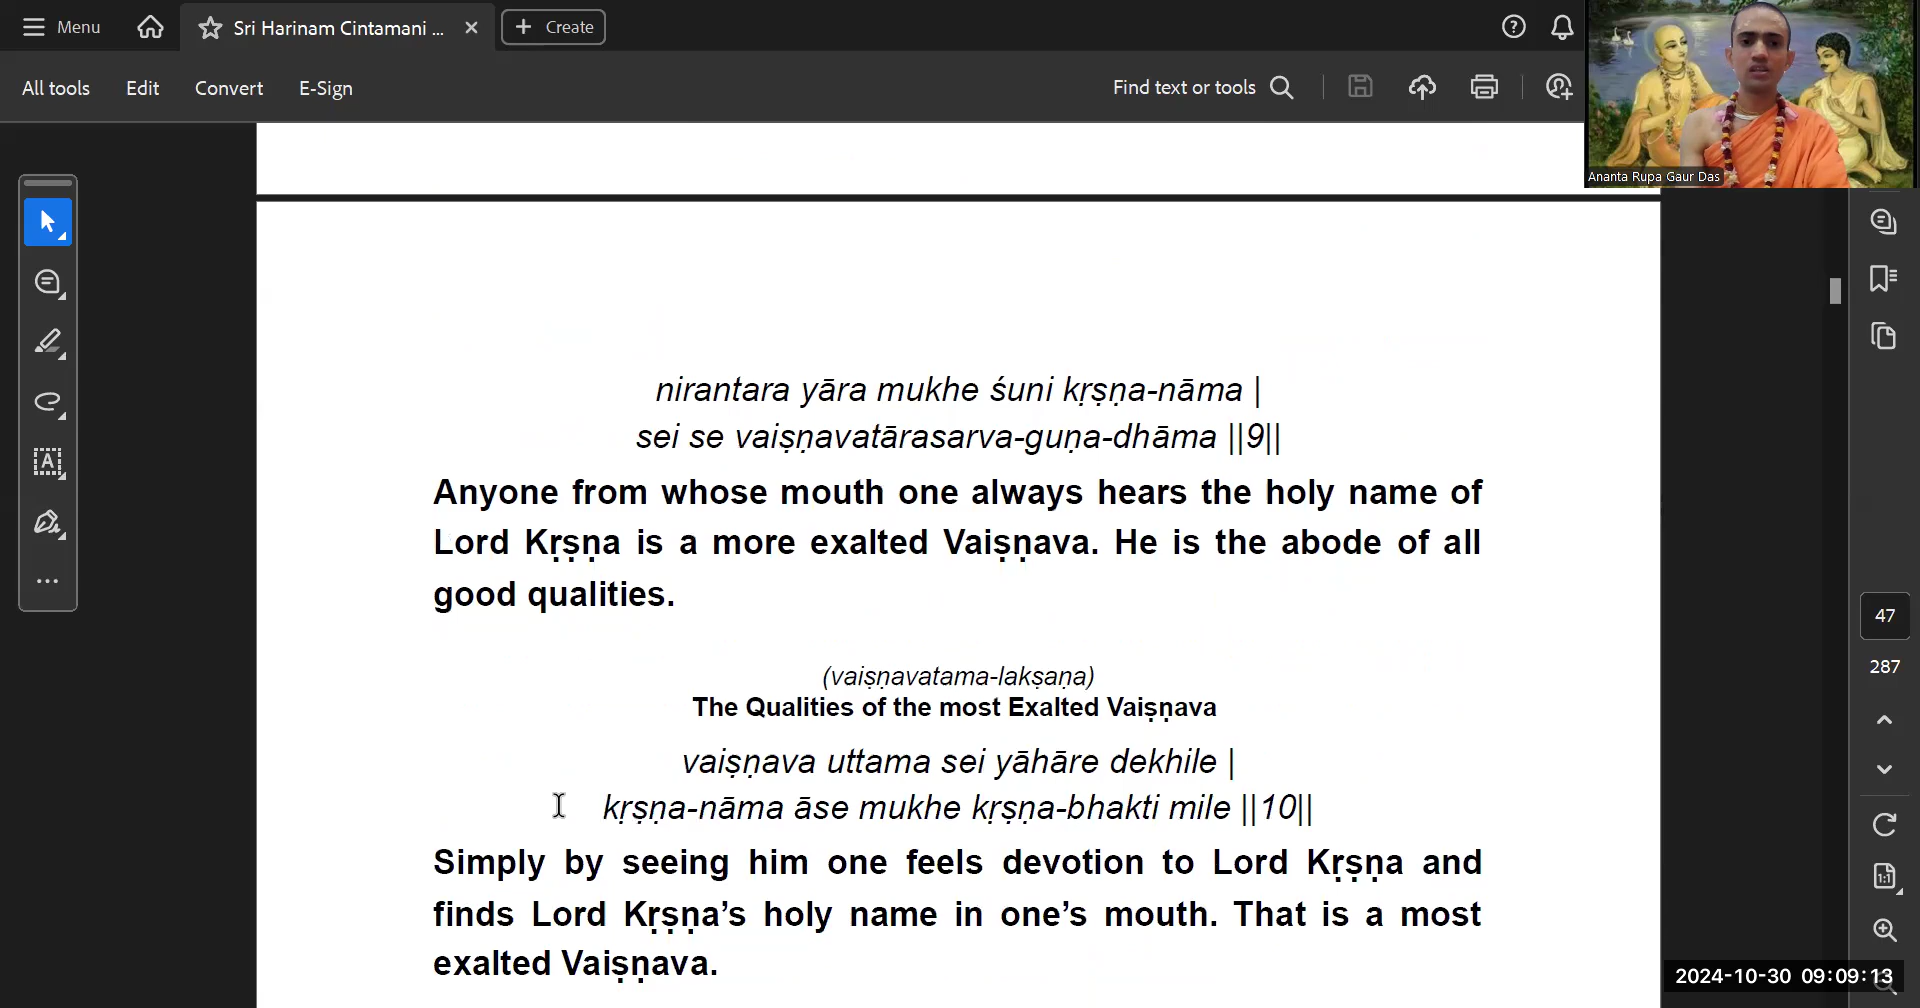 Menu
Sri Harinam Cintamani ...
Create
All tools
Edit
Convert
E-Sign
Find text or tools
Ananta Rupa Gaur Das
nirantara yāra mukhe śuni kṛṣṇa-nāma |
sei se vaiṣṇavatārasarva-guṇa-dhāma ||9||
Anyone from whose mouth one always hears the holy name of
Lord Kṛṣṇa is a more exalted Vaiṣṇava. He is the abode of all
good qualities.
(vaiṣṇavatama-lakṣaṇa)
The Qualities of the most Exalted Vaiṣṇava
vaiṣṇava uttama sei yāhāre dekhile |
kṛṣṇa-nāma āse mukhe kṛṣṇa-bhakti mile ||10||
Simply by seeing him one feels devotion to Lord Kṛṣṇa and
finds Lord Kṛṣṇa’s holy name in one’s mouth. That is a most
exalted Vaiṣṇava.
47
287
1:1
2024-10-30 09:09:13